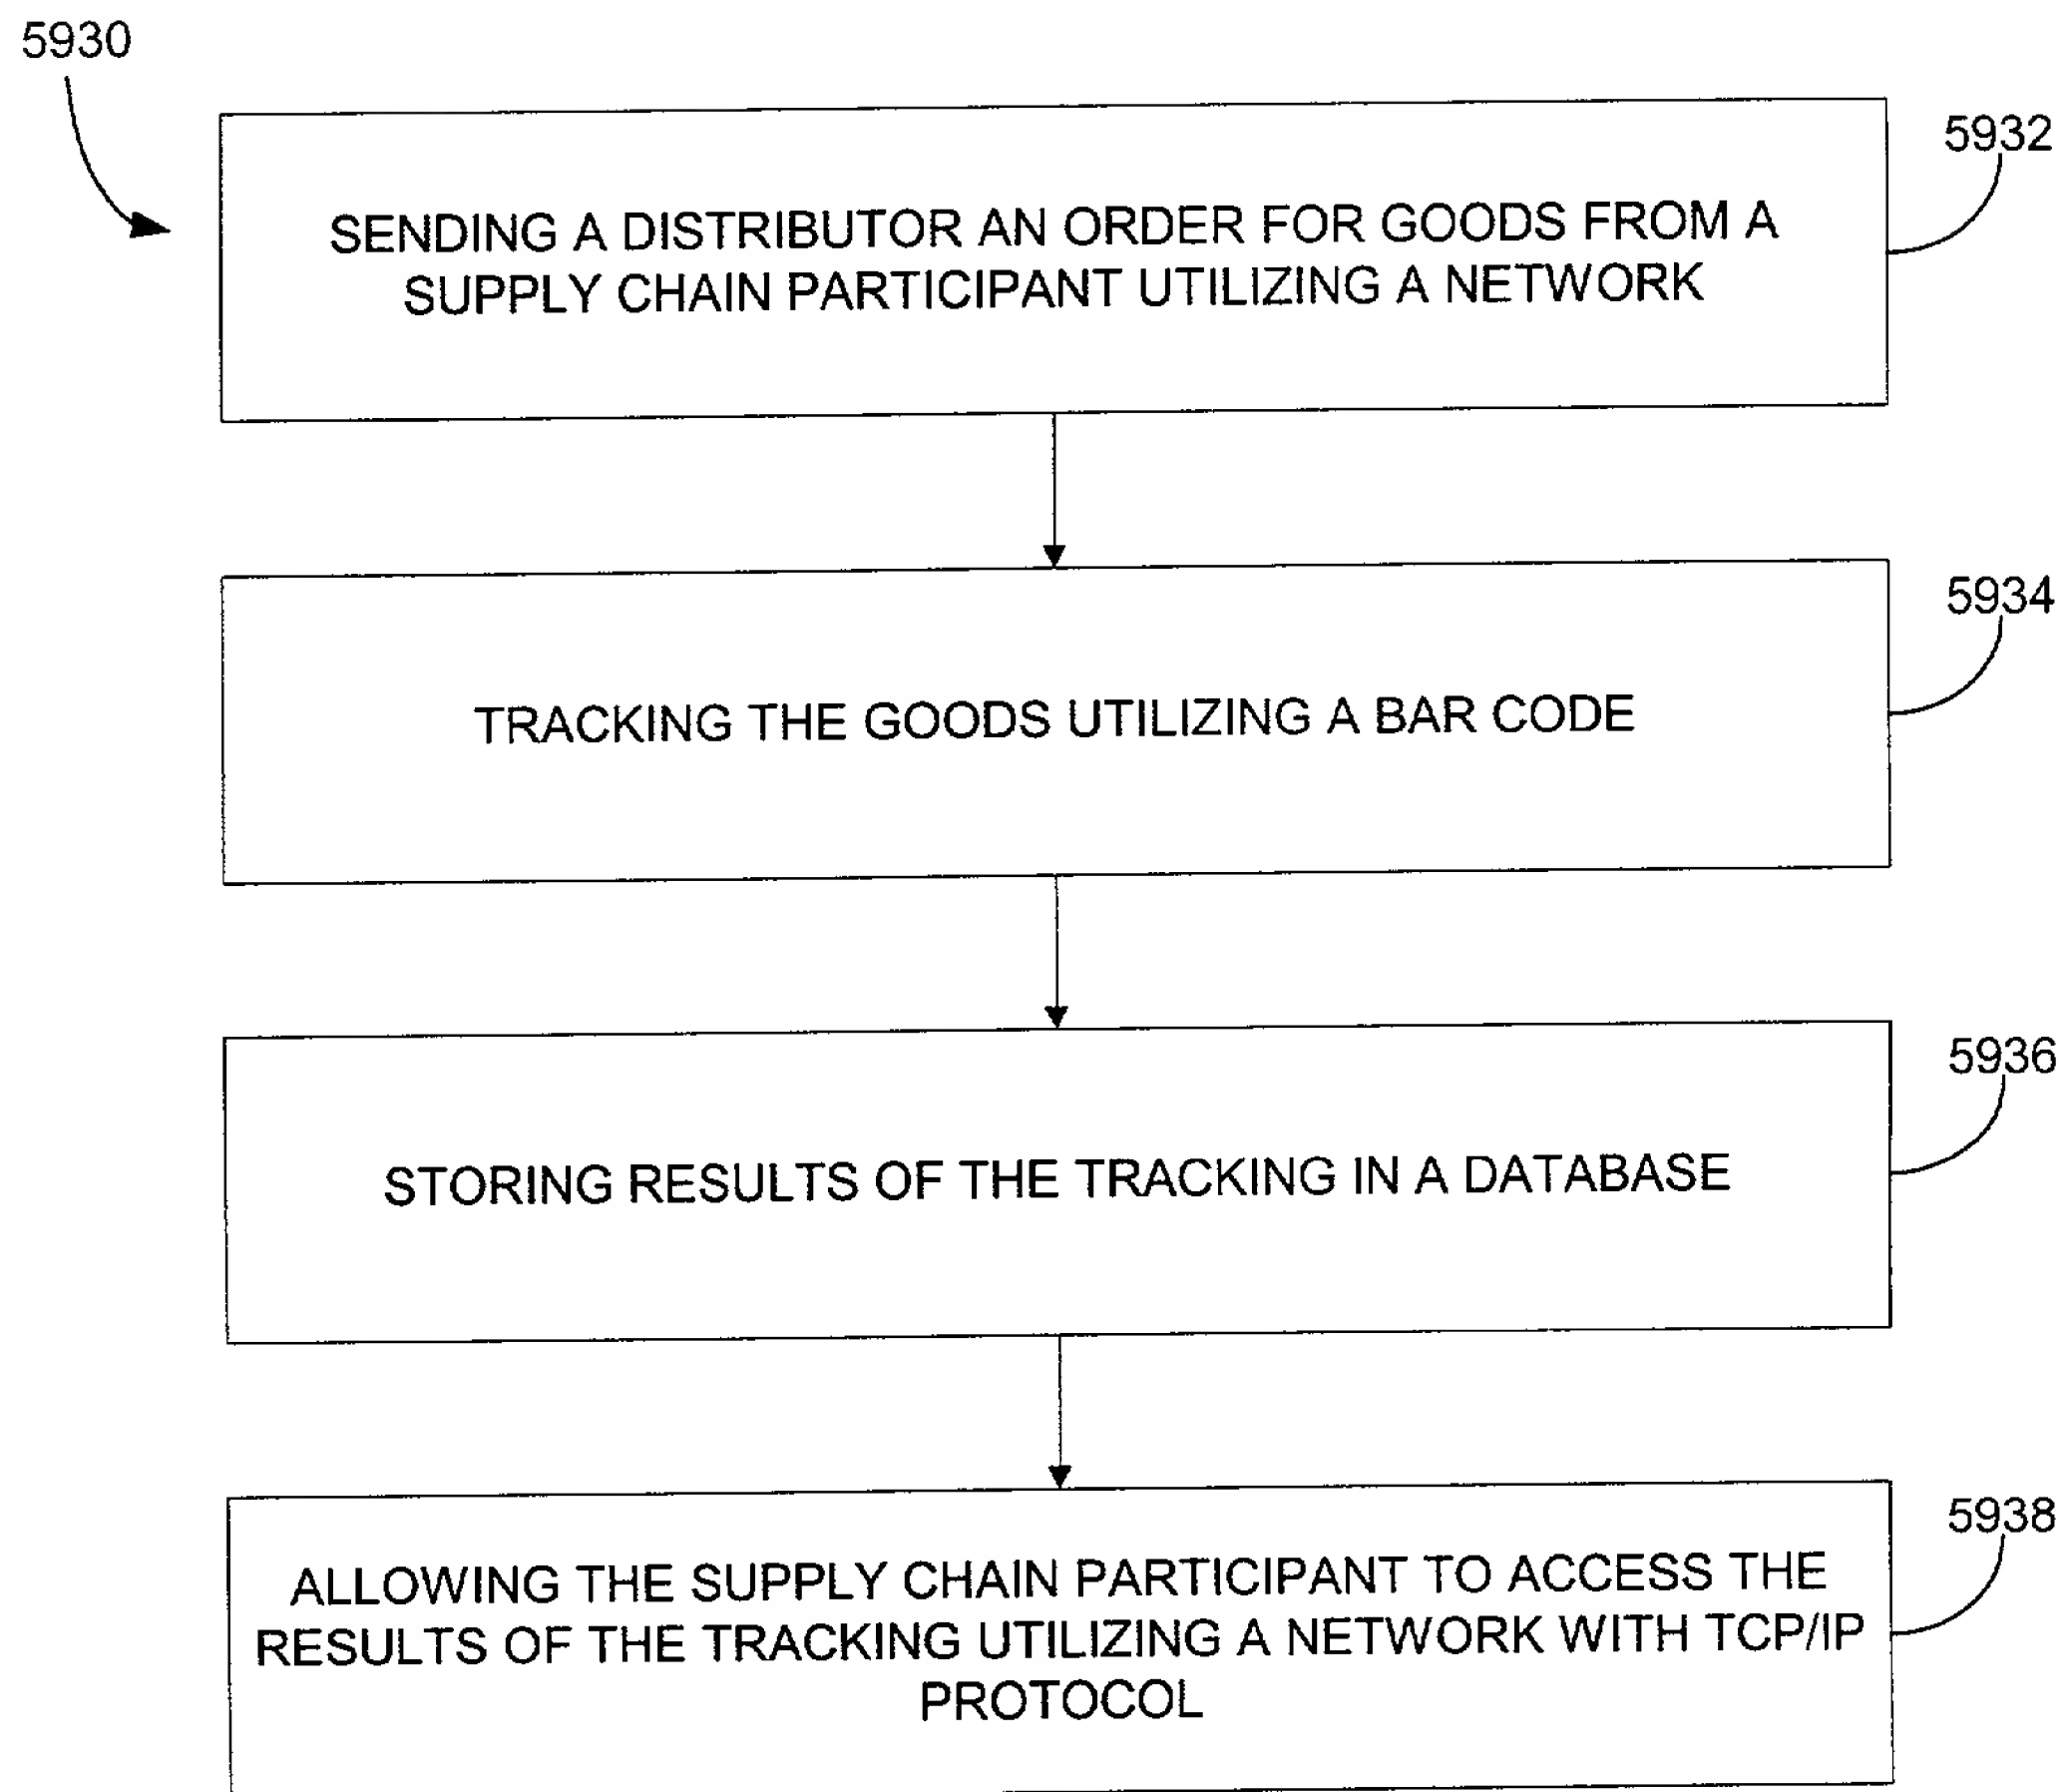 5930
5932
SENDING A DISTRIBUTOR AN ORDER FOR GOODS FROM A
SUPPLY CHAIN PARTICIPANT UTILIZING A NETWORK
5934
TRACKING THE GOODS UTILIZING A BAR CODE
5936
STORING RESULTS OF THE TRACKING IN A DATABASE
5938
ALLOWING THE SUPPLY CHAIN PARTICIPANT TO ACCESS THE
RESULTS OF THE TRACKING UTILIZING A NETWORK WITH TCP/IP
PROTOCOL